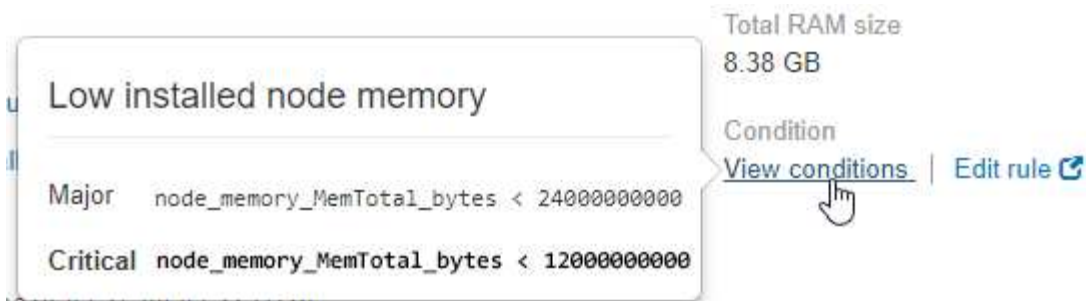 Total RAM size
8.38 GB
Low installed node memory
Condition
View conditions | Edit rule
Major node_memory_MemTotal_bytes < 24000000000
Critical node_memory_MemTotal_bytes < 12000000000